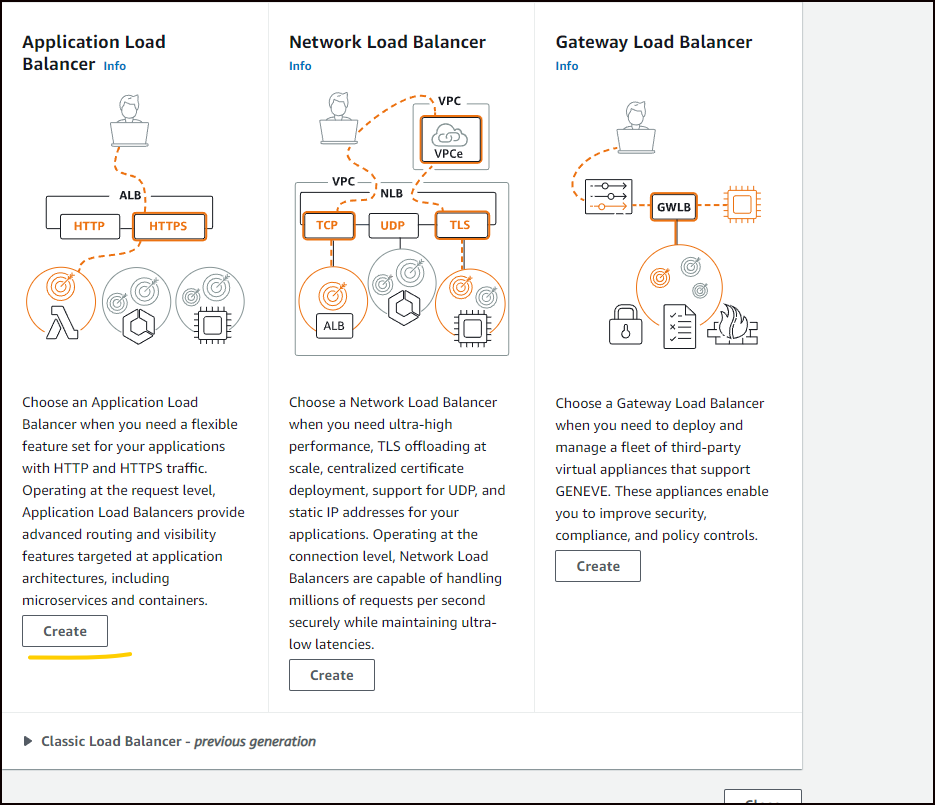 Application Load
Balancer Info
ALB
HTTP HTTPS
Choose an Application Load
Balancer when you need a flexible
feature set for your applications
with HTTP and HTTPS traffic.
Operating at the request level,
Application Load Balancers provide
advanced routing and visibility
features targeted at application
architectures, including
microservices and containers.
Create
Network Load Balancer
Info
VPC
VPCe
VPC
NLB
TCP UDP TLS
ALB
Choose a Network Load Balancer
when you need ultra-high
performance, TLS offloading at
scale, centralized certificate
deployment, support for UDP, and
static IP addresses for your
applications. Operating at the
connection level, Network Load
Balancers are capable of handling
millions of requests per second
securely while maintaining ultra-
low latencies.
Create
Gateway Load Balancer
Info
GWLB
Choose a Gateway Load Balancer
when you need to deploy and
manage a fleet of third-party
virtual appliances that support
GENEVE. These appliances enable
you to improve security,
compliance, and policy controls.
Create
Classic Load Balancer - previous generation